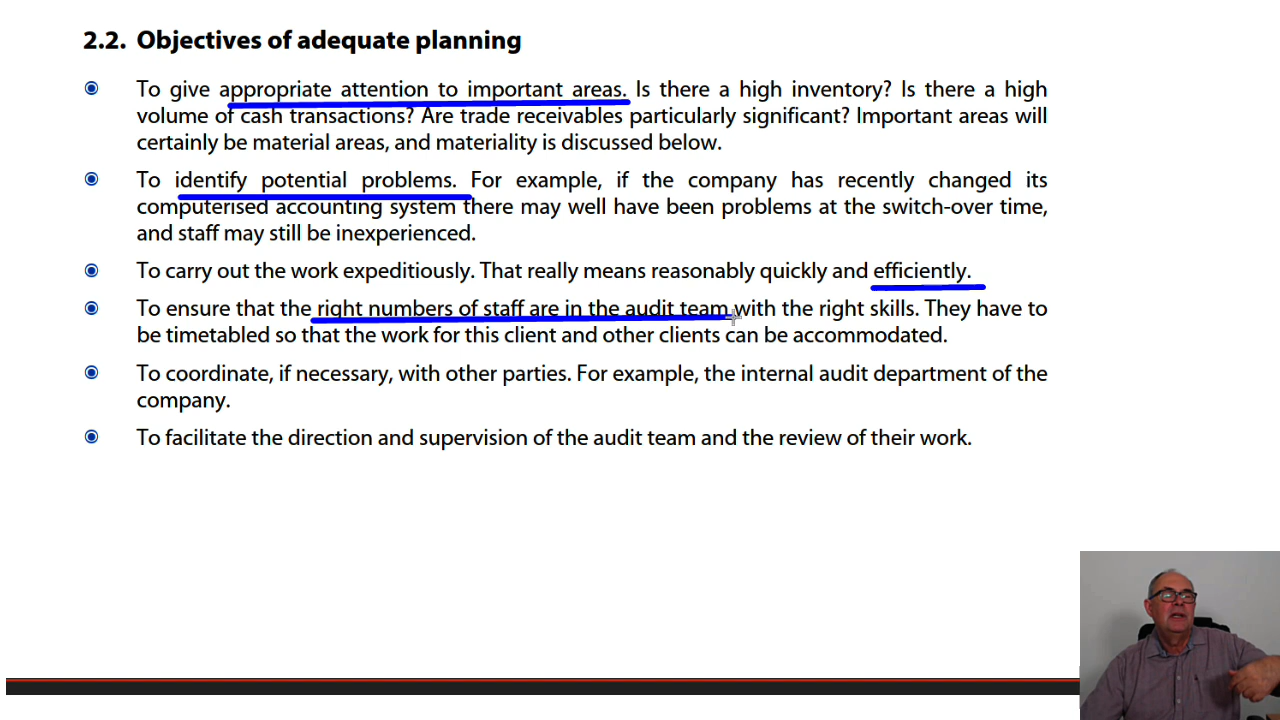 2.2. Objectives of adequate planning
To give appropriate attention to important areas. Is there a high inventory? Is there a high
volume of cash transactions? Are trade receivables particularly significant? Important areas will
certainly be material areas, and materiality is discussed below.
To identify potential problems. For example, if the company has recently changed its
computerised accounting system there may well have been problems at the switch-over time,
and staff may still be inexperienced.
To carry out the work expeditiously. That really means reasonably quickly and efficiently.
To ensure that the right numbers of staff are in the audit team with the right skills. They have to
be timetabled so that the work for this client and other clients can be accommodated.
To coordinate, if necessary, with other parties. For example, the internal audit department of the
company.
To facilitate the direction and supervision of the audit team and the review of their work.